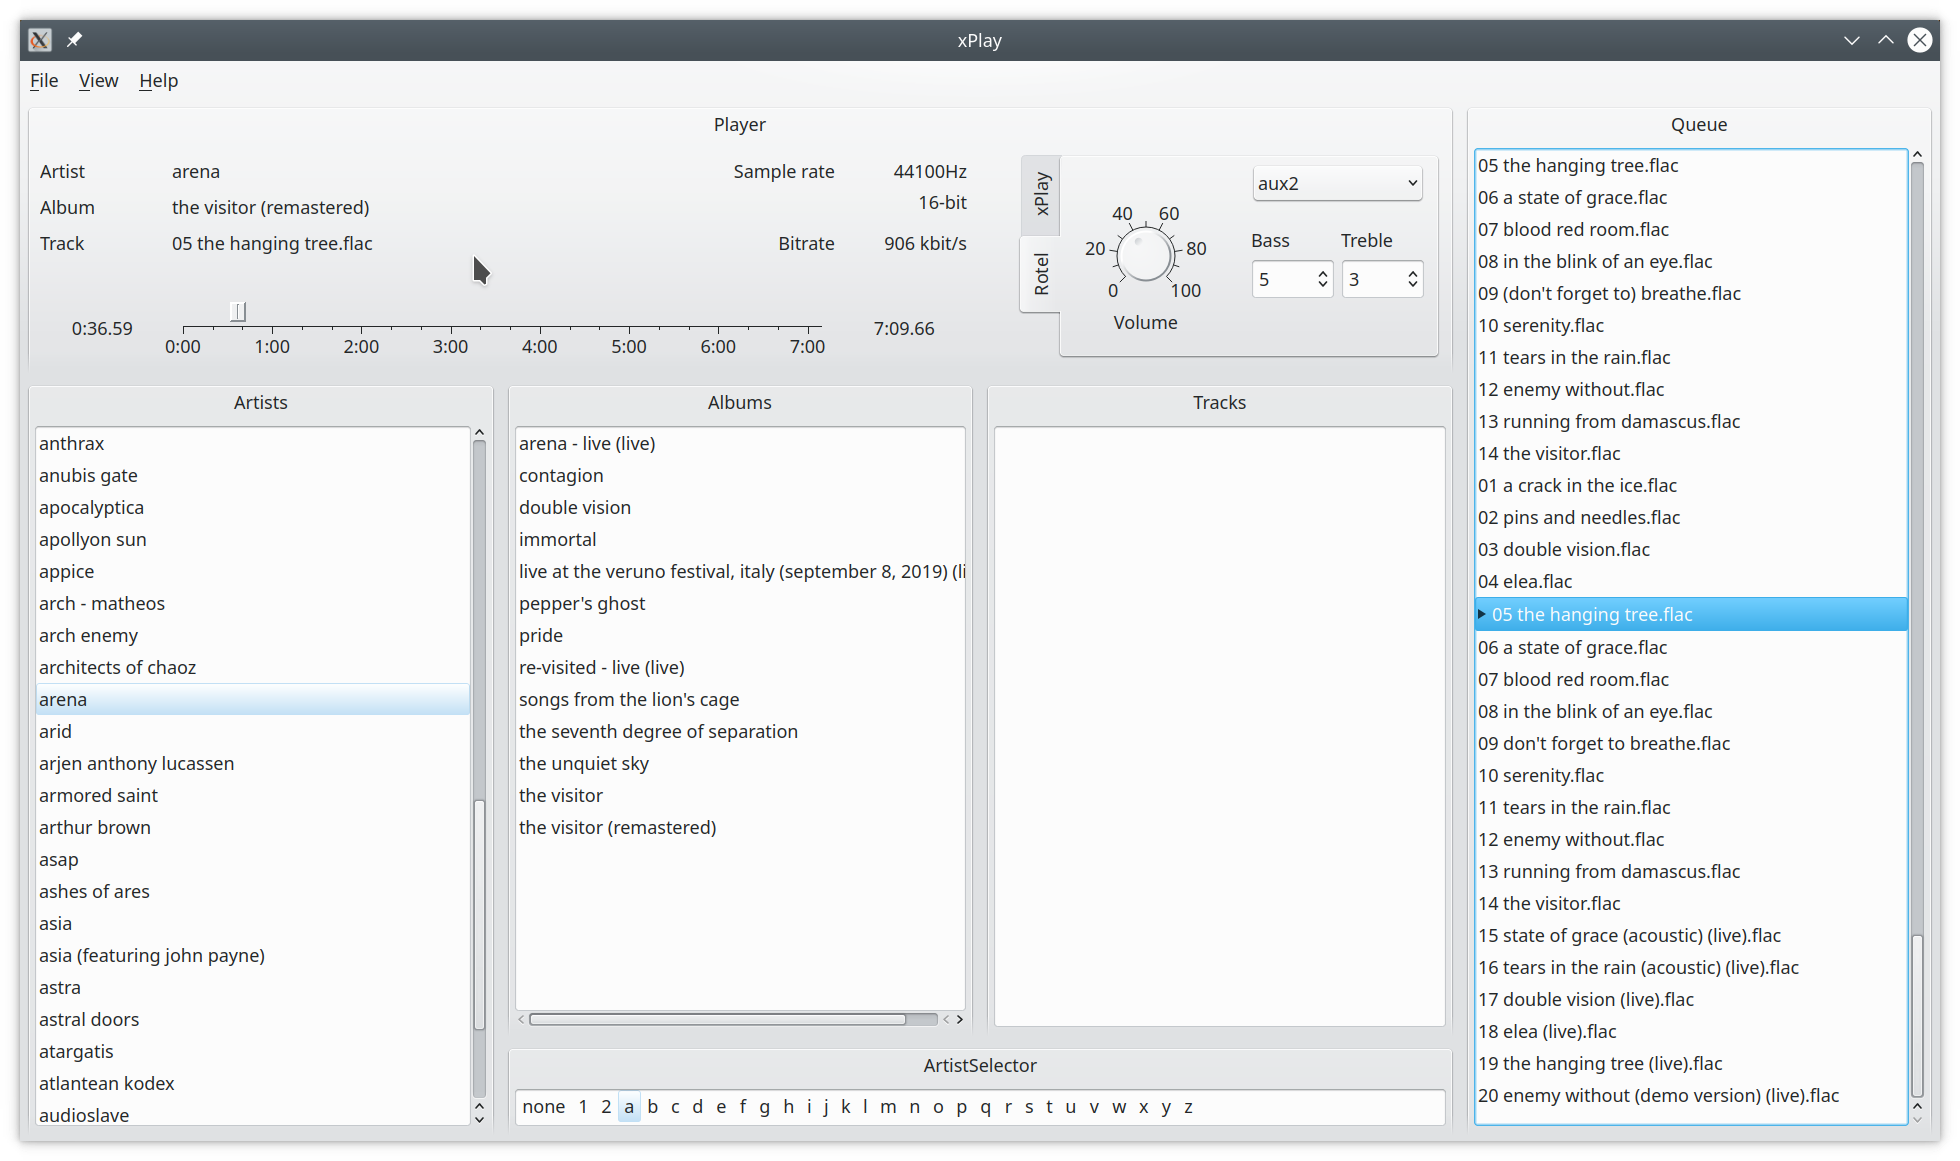 xPlay
File View Help
Player
Artist arena
Album the visitor (remastered)
Track 05 the hanging tree.flac
Sample rate 44100Hz
16-bit
Bitrate 906 kbit/s
0:36.59
0:00 1:00 2:00 3:00 4:00 5:00 6:00 7:00
7:09.66
xPlay
Rotel
0 20 40 60 80 100
Volume
aux2
Bass Treble
5 3
Artists
anthrax
anubis gate
apocalyptica
apollyon sun
appice
arch - matheos
arch enemy
architects of chaoz
arena
arid
arjen anthony lucassen
armored saint
arthur brown
asap
ashes of ares
asia
asia (featuring john payne)
astra
astral doors
atargatis
atlantean kodex
audioslave
Albums
arena - live (live)
contagion
double vision
immortal
live at the veruno festival, italy (september 8, 2019) (li
pepper's ghost
pride
re-visited - live (live)
songs from the lion's cage
the seventh degree of separation
the unquiet sky
the visitor
the visitor (remastered)
Tracks
ArtistSelector
none 1 2 a b c d e f g h i j k l m n o p q r s t u v w x y z
Queue
05 the hanging tree.flac
06 a state of grace.flac
07 blood red room.flac
08 in the blink of an eye.flac
09 (don't forget to) breathe.flac
10 serenity.flac
11 tears in the rain.flac
12 enemy without.flac
13 running from damascus.flac
14 the visitor.flac
01 a crack in the ice.flac
02 pins and needles.flac
03 double vision.flac
04 elea.flac
05 the hanging tree.flac
06 a state of grace.flac
07 blood red room.flac
08 in the blink of an eye.flac
09 don't forget to breathe.flac
10 serenity.flac
11 tears in the rain.flac
12 enemy without.flac
13 running from damascus.flac
14 the visitor.flac
15 state of grace (acoustic) (live).flac
16 tears in the rain (acoustic) (live).flac
17 double vision (live).flac
18 elea (live).flac
19 the hanging tree (live).flac
20 enemy without (demo version) (live).flac